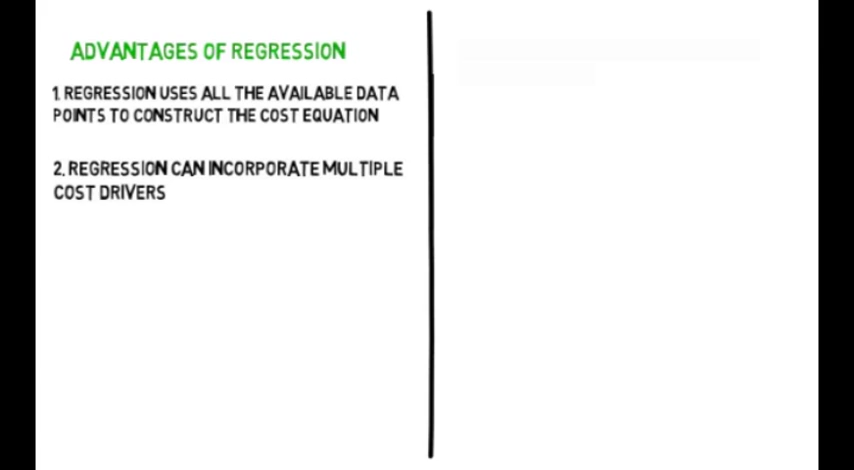 ADVANTAGES OF REGRESSION
1. REGRESSION USES ALL THE AVAILABLE DATA
POINTS TO CONSTRUCT THE COST EQUATION
2. REGRESSION CAN INCORPORATE MULTIPLE
COST DRIVERS